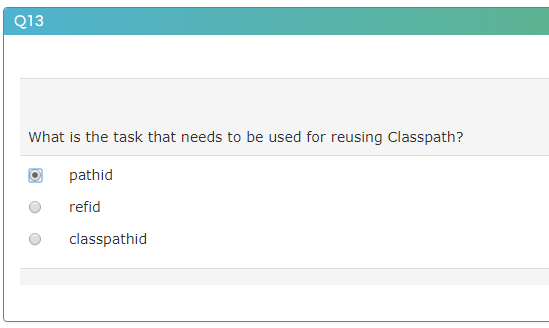 Q13
What is the task that needs to be used for reusing Classpath?
pathid
refid
classpathid